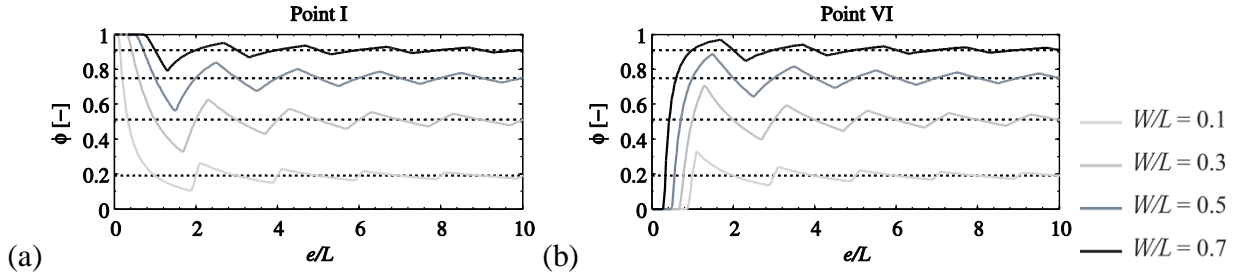 Point I
1
0.8
0.6
0.4
0.2
0
ϕ [−]
0 2 4 6 8 10
e/L
(a)
Point VI
1
0.8
0.6
0.4
0.2
0
ϕ [−]
0 2 4 6 8 10
e/L
(b)
W/L = 0.1
W/L = 0.3
W/L = 0.5
W/L = 0.7